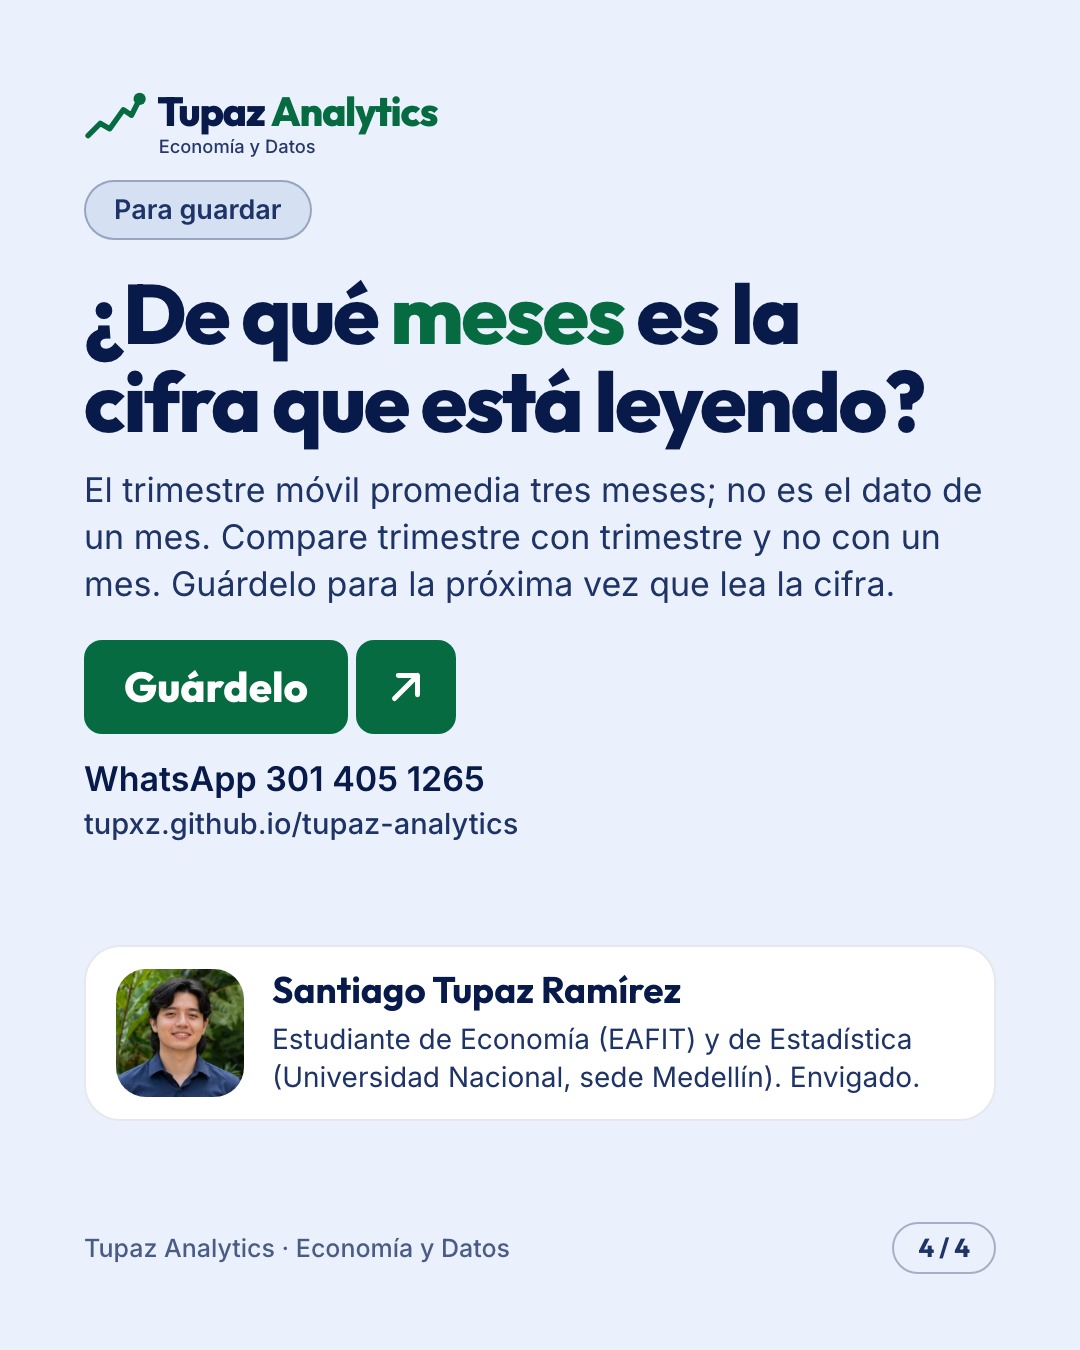 Tupaz Analytics
Economía y Datos
Para guardar
¿De qué meses es la
cifra que está leyendo?
El trimestre móvil promedia tres meses; no es el dato de
un mes. Compare trimestre con trimestre y no con un
mes. Guárdelo para la próxima vez que lea la cifra.
Guárdelo
WhatsApp 301 405 1265
tupxz.github.io/tupaz-analytics
Santiago Tupaz Ramírez
Estudiante de Economía (EAFIT) y de Estadística
(Universidad Nacional, sede Medellín). Envigado.
Tupaz Analytics · Economía y Datos
4 / 4